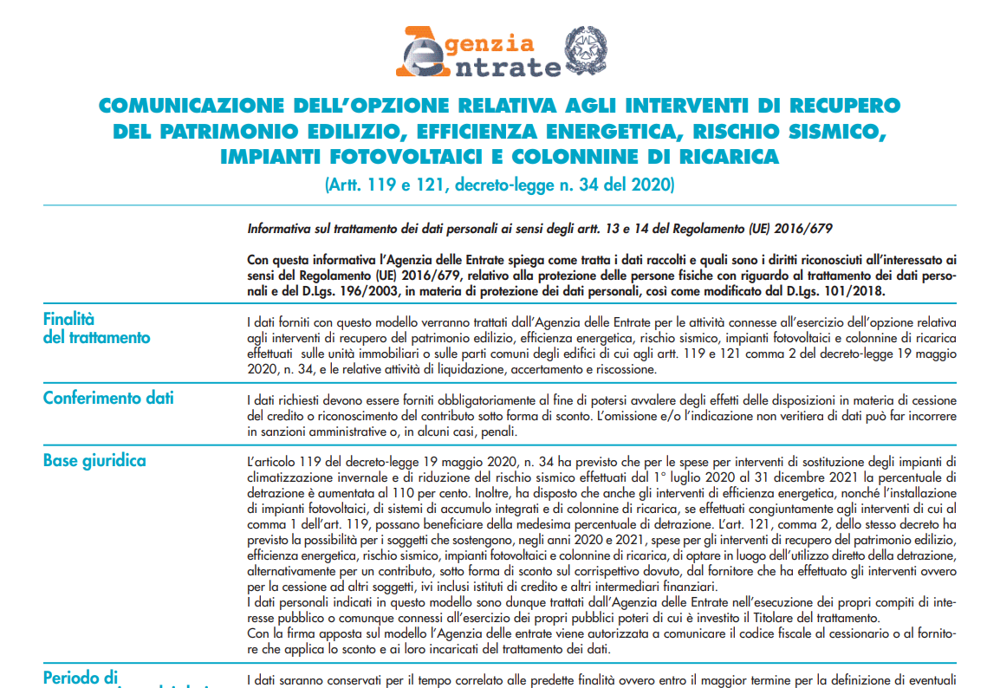 Agenzia
Entrate
COMUNICAZIONE DELL'OPZIONE RELATIVA AGLI INTERVENTI DI RECUPERO
DEL PATRIMONIO EDILIZIO, EFFICIENZA ENERGETICA, RISCHIO SISMICO,
IMPIANTI FOTOVOLTAICI E COLONNINE DI RICARICA
(Artt. 119 e 121, decreto-legge n. 34 del 2020)
Informativa sul trattamento dei dati personali ai sensi degli artt. 13 e 14 del Regolamento (UE) 2016/679
Con questa informativa l'Agenzia delle Entrate spiega come tratta i dati raccolti e quali sono i diritti riconosciuti all'interessato ai
sensi del Regolamento (UE) 2016/679, relativo alla protezione delle persone fisiche con riguardo al trattamento dei dati perso-
nali e del D.Lgs. 196/2003, in materia di protezione dei dati personali, così come modificato dal D.Lgs. 101/2018.
Finalità
del trattamento
I dati forniti con questo modello verranno trattati dall'Agenzia delle Entrate per le attività connesse all'esercizio dell'opzione relativa
agli interventi di recupero del patrimonio edilizio, efficienza energetica, rischio sismico, impianti fotovoltaici e colonnine di ricarica
effettuati sulle unità immobiliari o sulle parti comuni degli edifici di cui agli artt. 119 e 121 comma 2 del decreto-legge 19 maggio
2020, n. 34, e le relative attività di liquidazione, accertamento e riscossione.
Conferimento dati
I dati richiesti devono essere forniti obbligatoriamente al fine di potersi avvalere degli effetti delle disposizioni in materia di cessione
del credito o riconoscimento del contributo sotto forma di sconto. L'omissione e/o l'indicazione non veritiera di dati può far incorrere
in sanzioni amministrative o, in alcuni casi, penali.
Base giuridica
L'articolo 119 del decreto-legge 19 maggio 2020, n. 34 ha previsto che per le spese per interventi di sostituzione degli impianti di
climatizzazione invernale e di riduzione del rischio sismico effettuati dal 1° luglio 2020 al 31 dicembre 2021 la percentuale di
detrazione è aumentata al 110 per cento. Inoltre, ha disposto che anche gli interventi di efficienza energetica, nonché l'installazione
di impianti fotovoltaici, di sistemi di accumulo integrati e di colonnine di ricarica, se effettuati congiuntamente agli interventi di cui al
comma 1 dell'art. 119, possano beneficiare della medesima percentuale di detrazione. L'art. 121, comma 2, dello stesso decreto ha
previsto la possibilità per i soggetti che sostengono, negli anni 2020 e 2021, spese per gli interventi di recupero del patrimonio edilizio,
efficienza energetica, rischio sismico, impianti fotovoltaici e colonnine di ricarica, di optare in luogo dell'utilizzo diretto della detrazione,
alternativamente per un contributo, sotto forma di sconto sul corrispettivo dovuto, dal fornitore che ha effettuato gli interventi ovvero
per la cessione ad altri soggetti, ivi inclusi istituti di credito e altri intermediari finanziari.
I dati personali indicati in questo modello sono dunque trattati dall'Agenzia delle Entrate nell'esecuzione dei propri compiti di inte-
resse pubblico o comunque connessi all'esercizio dei propri pubblici poteri di cui è investito il Titolare del trattamento.
Con la firma apposta sul modello l'Agenzia delle entrate viene autorizzata a comunicare il codice fiscale al cessionario o al fornito-
re che applica lo sconto e ai loro incaricati del trattamento dei dati.
Periodo di
I dati saranno conservati per il tempo correlato alle predette finalità ovvero entro il maggior termine per la definizione di eventuali